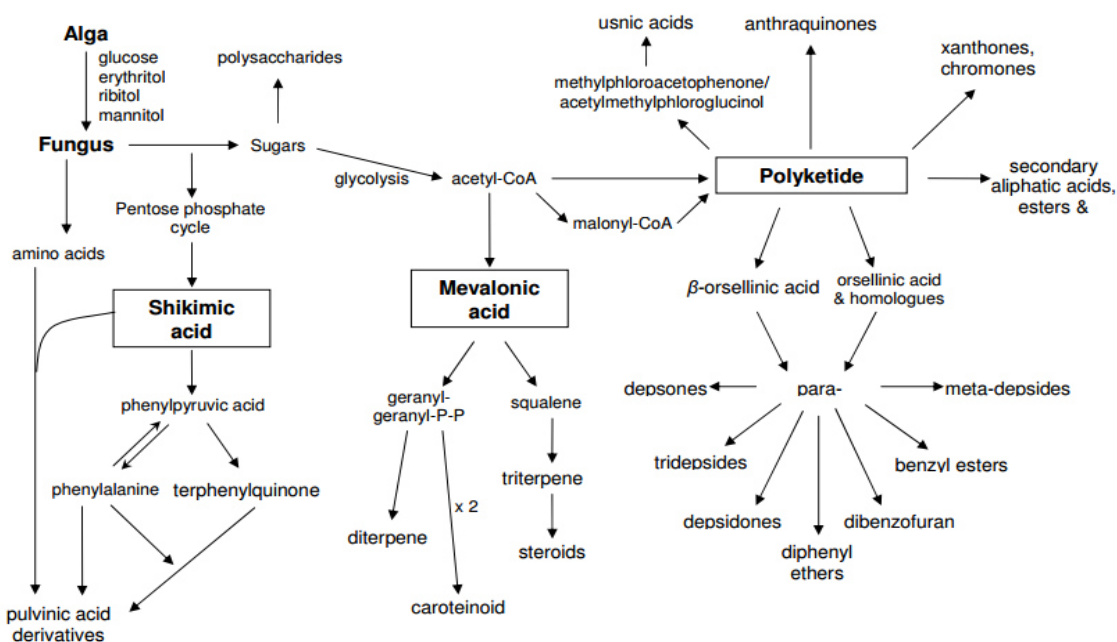 Alga
glucose
erythritol
ribitol
mannitol
Fungus
polysaccharides
Sugars
glycolysis
acetyl-CoA
malonyl-CoA
usnic acids
methylphloroacetophenone/
acetylmethylphloroglucinol
anthraquinones
xanthones,
chromones
Polyketide
secondary
aliphatic acids,
esters &
Pentose phosphate
cycle
amino acids
Shikimic
acid
Mevalonic
acid
β-orsellinic acid
orsellinic acid
& homologues
phenylpyruvic acid
geranyl-
geranyl-P-P
squalene
depsones
para-
meta-depsides
phenylalanine
terphenylquinone
x 2
triterpene
tridepsides
benzyl esters
diterpene
steroids
depsidones
dibenzofuran
diphenyl
ethers
caroteinoid
pulvinic acid
derivatives